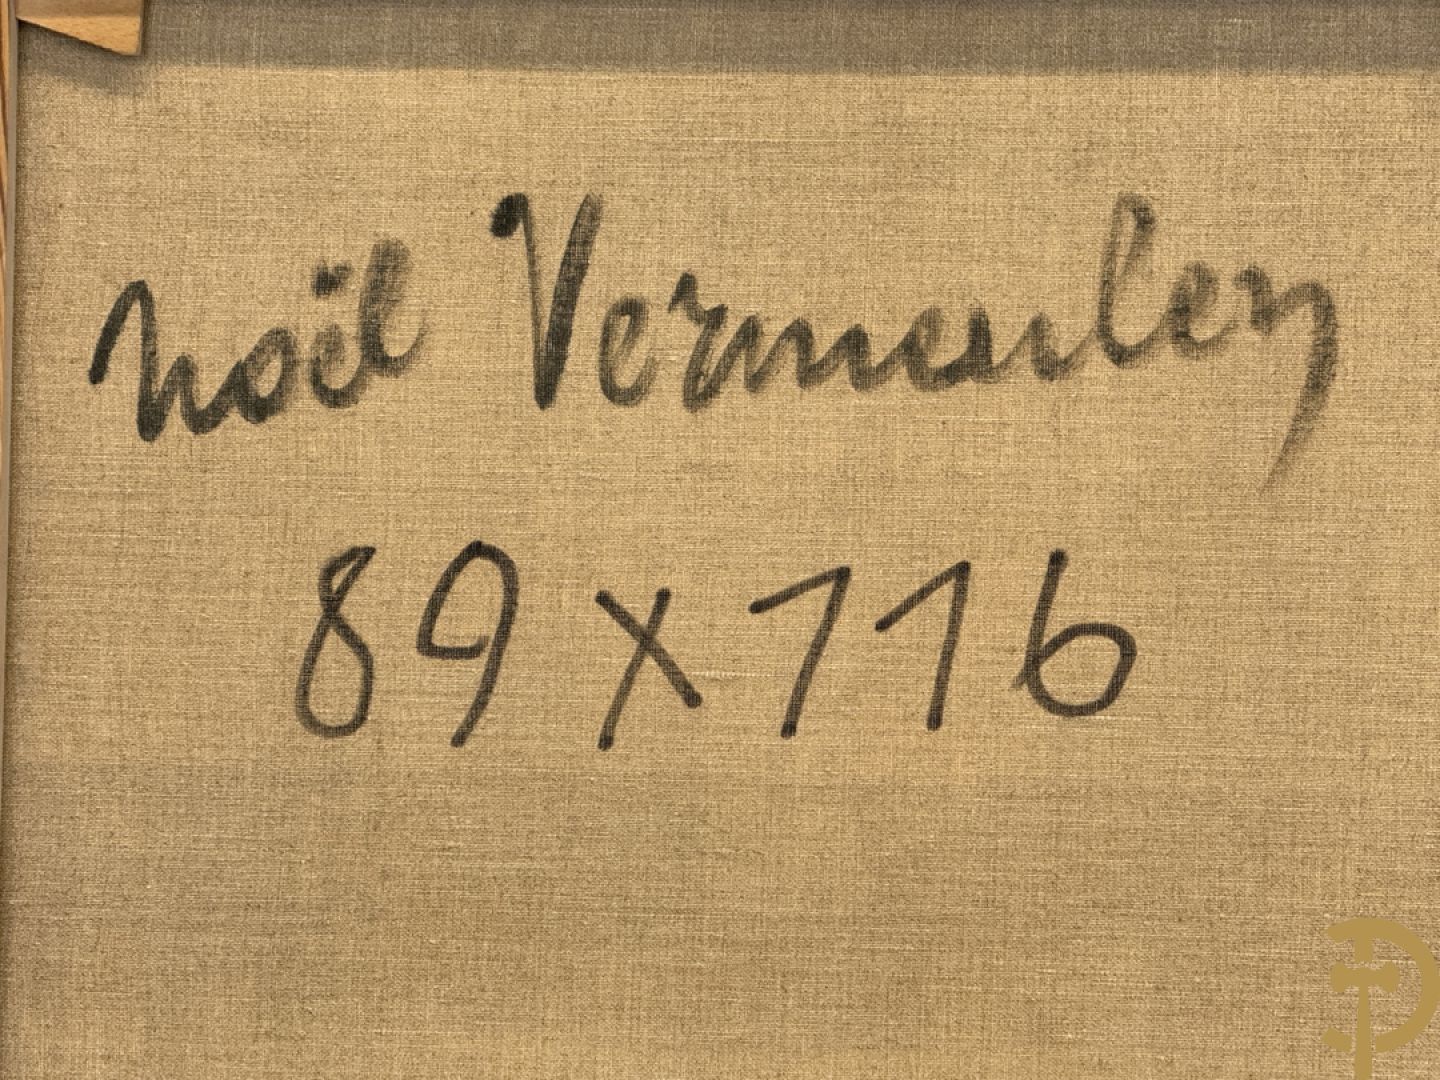 Noël Vermeulen
89 x 116